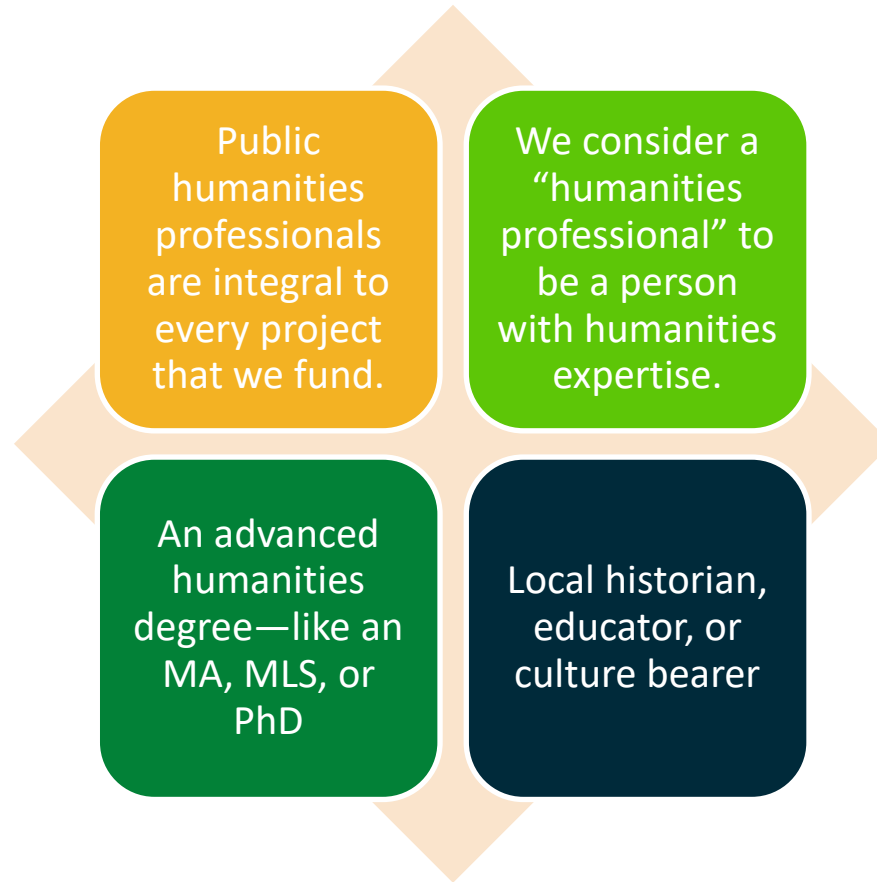 Public
humanities
professionals
are integral to
every project
that we fund.
We consider a
“humanities
professional” to
be a person
with humanities
expertise.
An advanced
humanities
degree—like an
MA, MLS, or
PhD
Local historian,
educator, or
culture bearer